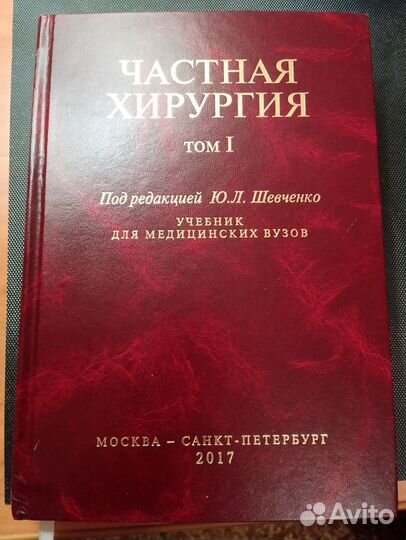 ЧАСТНАЯ
ХИРУРГИЯ
ТОМ I
Под редакцией Ю.Л. Шевченко
УЧЕБНИК
ДЛЯ МЕДИЦИНСКИХ ВУЗОВ
МОСКВА – САНКТ-ПЕТЕРБУРГ
2017
Avito